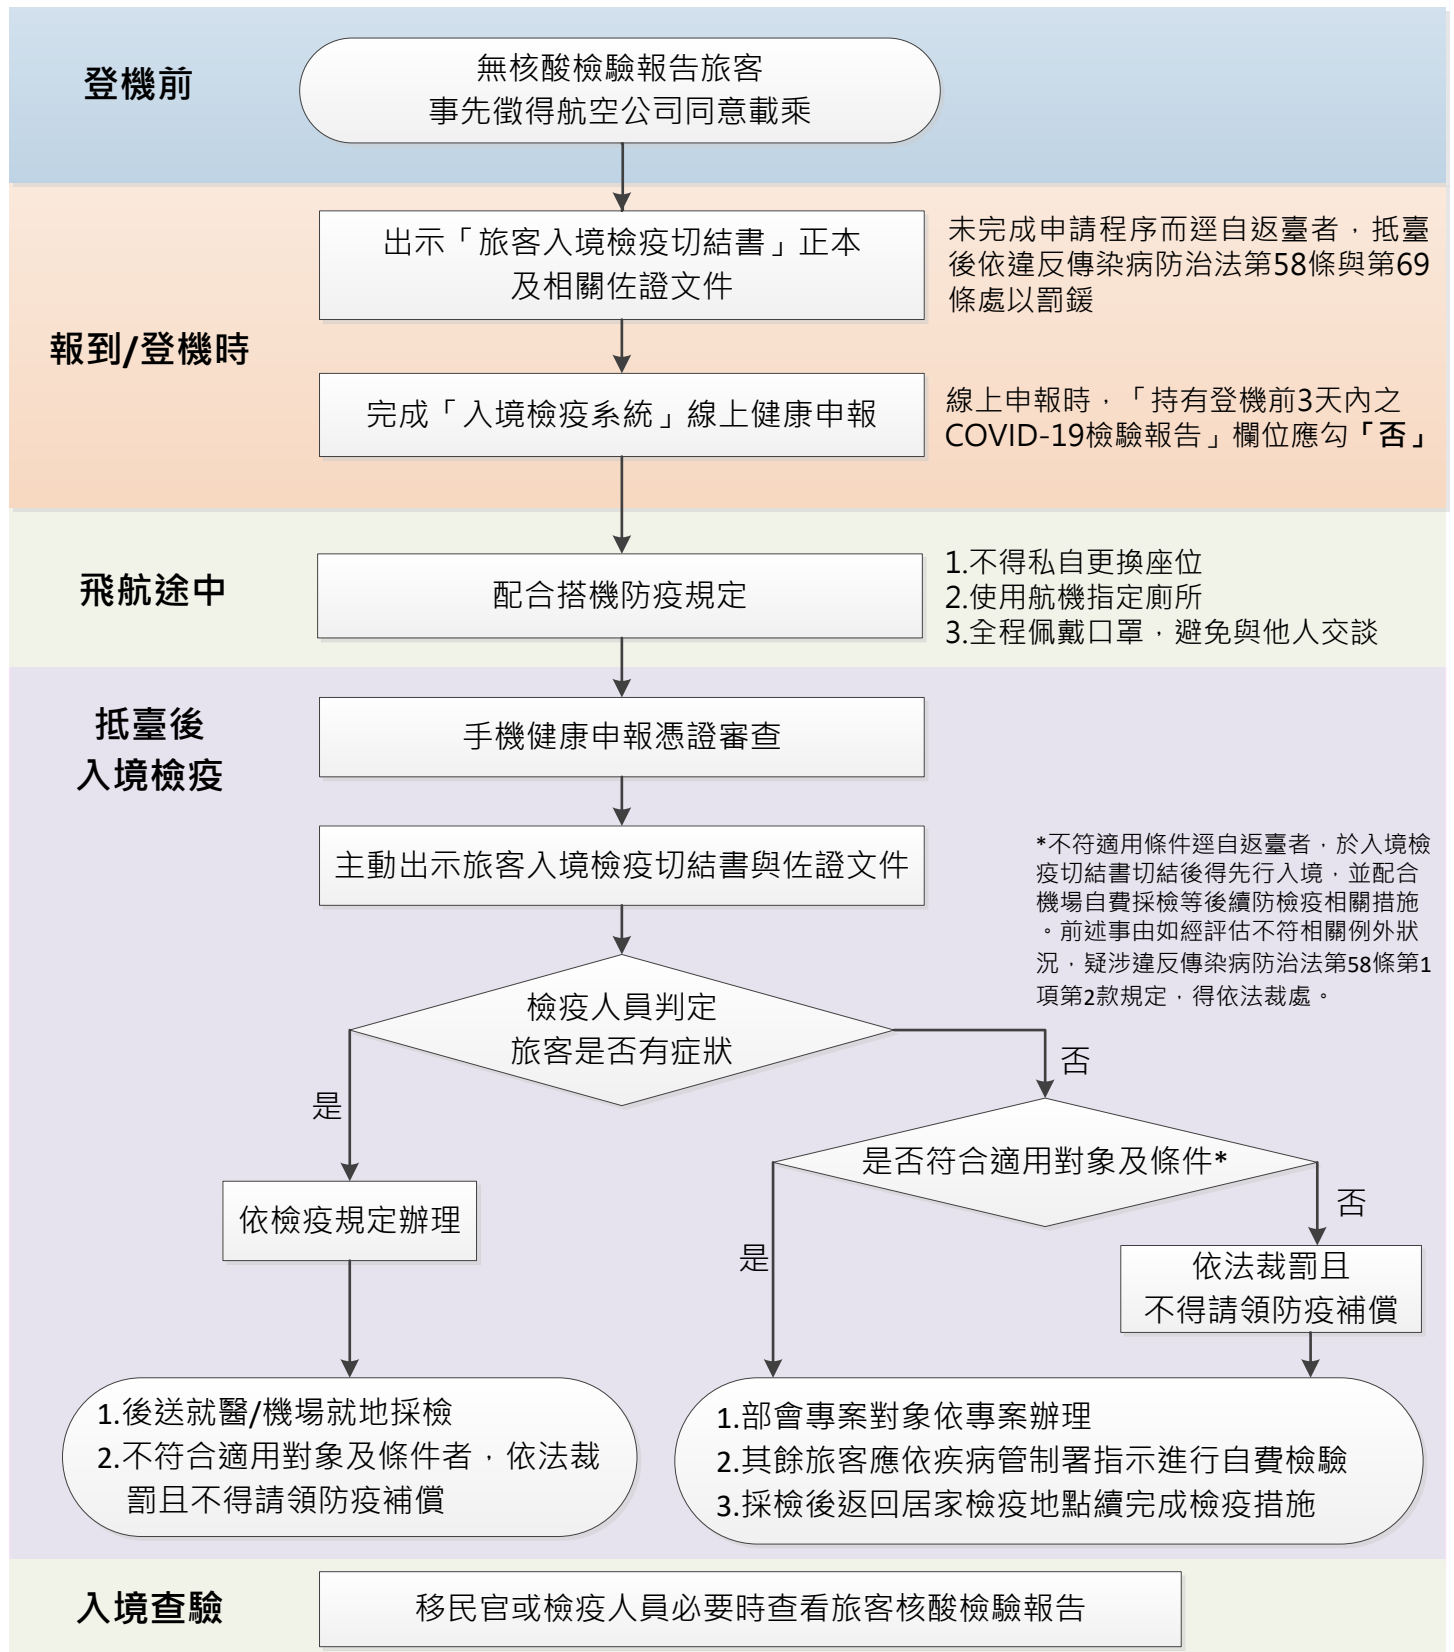 登機前
無核酸檢驗報告旅客
事先徵得航空公司同意載乘
報到/登機時
出示「旅客入境檢疫切結書」正本
及相關佐證文件
未完成申請程序而逕自返臺者，抵臺
後依違反傳染病防治法第58條與第69
條處以罰鍰
完成「入境檢疫系統」線上健康申報
線上申報時，「持有登機前3天內之
COVID-19檢驗報告」欄位應勾「否」
飛航途中
配合搭機防疫規定
1.不得私自更換座位
2.使用航機指定廁所
3.全程佩戴口罩，避免與他人交談
抵臺後
入境檢疫
手機健康申報憑證審查
主動出示旅客入境檢疫切結書與佐證文件
*不符適用條件逕自返臺者，於入境檢
疫切結書切結後得先行入境，並配合
機場自費採檢等後續防檢疫相關措施
。前述事由如經評估不符相關例外狀
況，疑涉違反傳染病防治法第58條第1
項第2款規定，得依法裁處。
檢疫人員判定
旅客是否有症狀
是
否
是否符合適用對象及條件*
依檢疫規定辦理
是
否
依法裁罰且
不得請領防疫補償
1.後送就醫/機場就地採檢
2.不符合適用對象及條件者，依法裁
罰且不得請領防疫補償
1.部會專案對象依專案辦理
2.其餘旅客應依疾病管制署指示進行自費檢驗
3.採檢後返回居家檢疫地點續完成檢疫措施
入境查驗
移民官或檢疫人員必要時查看旅客核酸檢驗報告